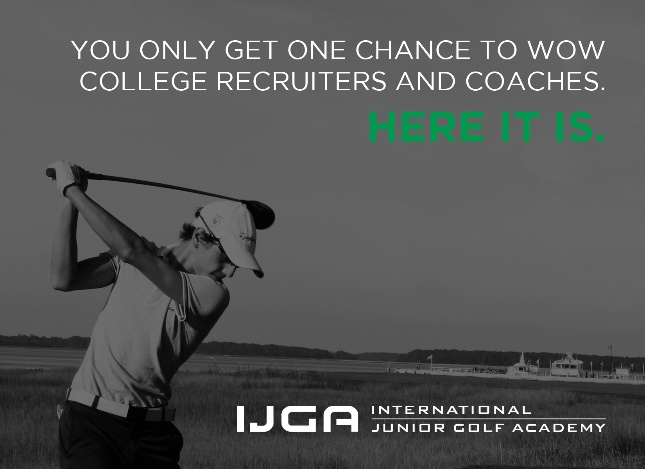 YOU ONLY GET ONE CHANCE TO WOW
COLLEGE RECRUITERS AND COACHES.
HERE IT IS.
IJGA INTERNATIONAL
JUNIOR GOLF ACADEMY